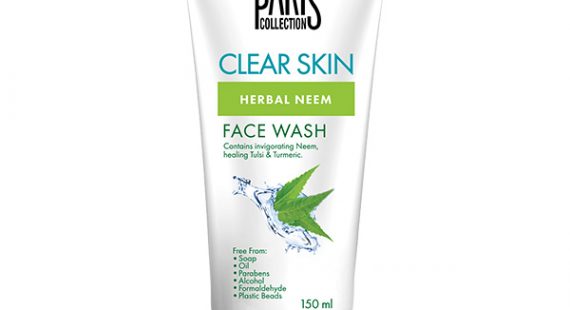 PARIS
COLLECTION
CLEAR SKIN
HERBAL NEEM
FACE WASH
Contains invigorating Neem,
healing Tulsi & Turmeric.
Free From:
• Soap
• Oil
• Parabens
• Alcohol
• Formaldehyde
• Plastic Beads
150 ml